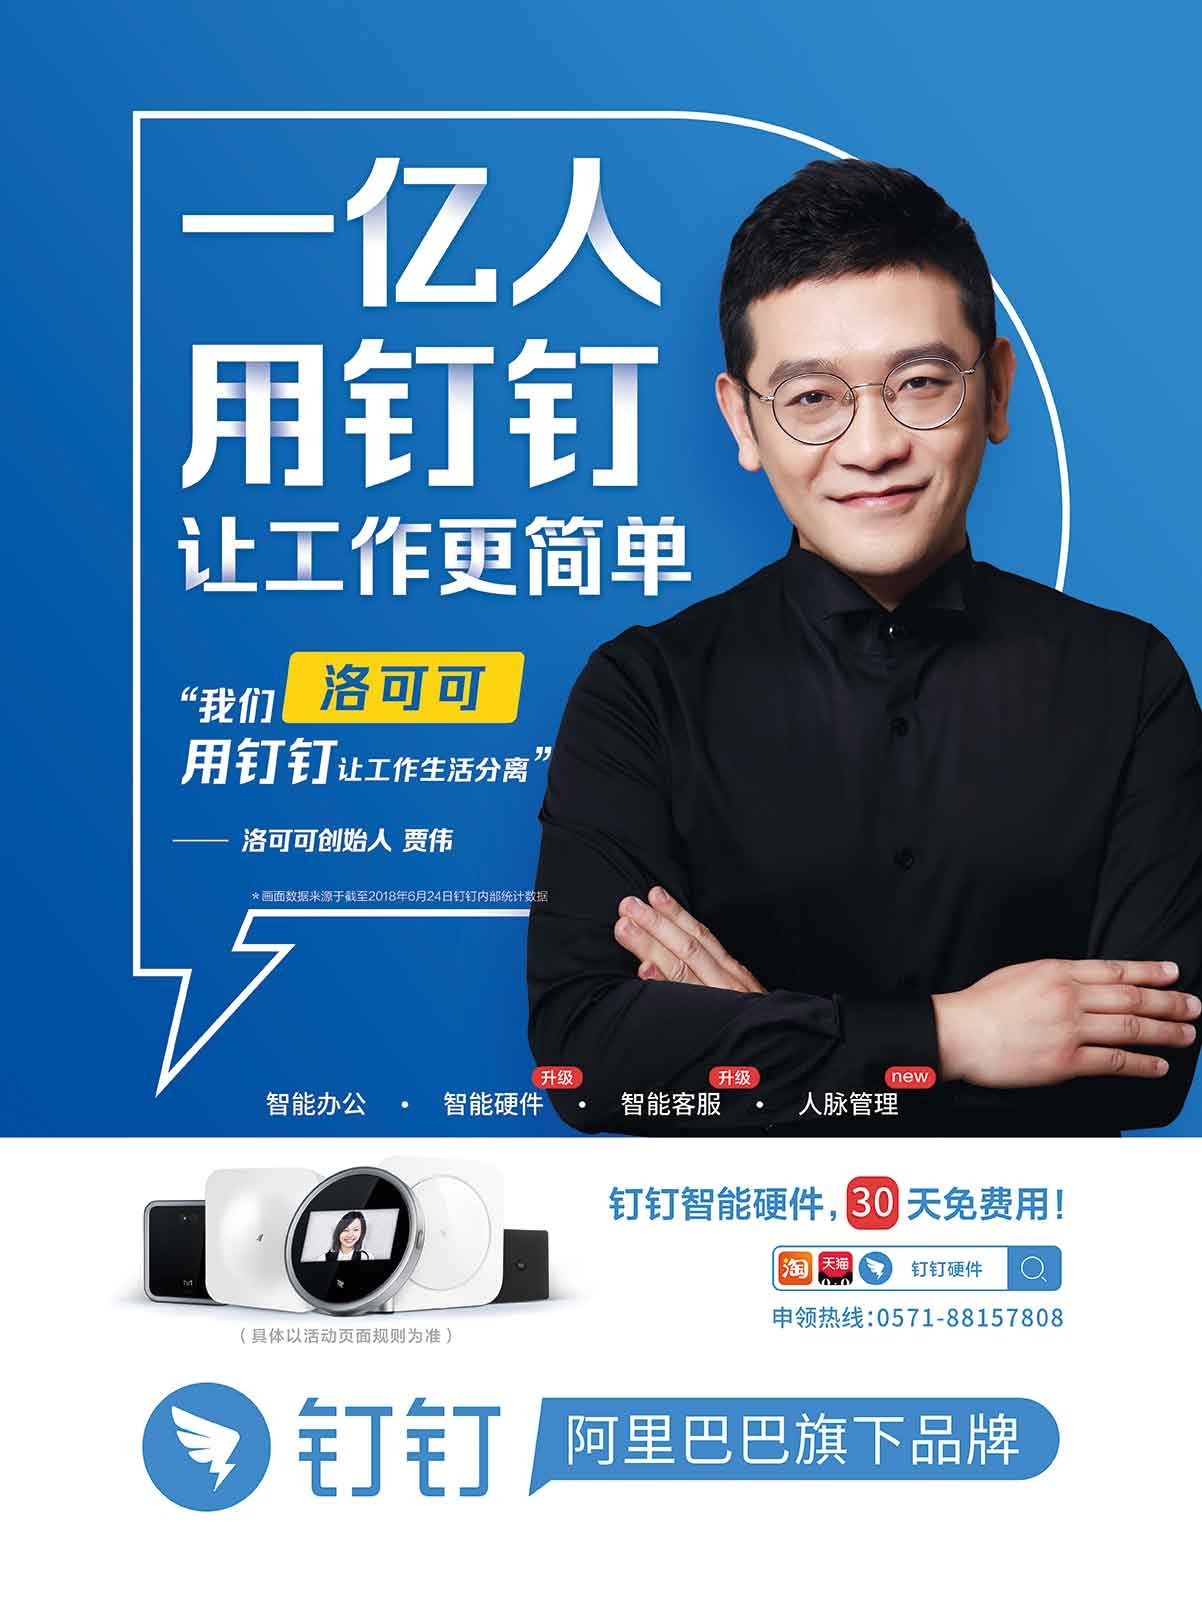 一亿人
用钉钉
让工作更简单
“我们 洛可可
用钉钉让工作生活分离”
—— 洛可可创始人 贾伟
*画面数据来源于截至2018年6月24日钉钉内部统计数据
升级 升级 new
智能办公 • 智能硬件 • 智能客服 • 人脉管理
钉钉智能硬件，30天免费用！
淘 天猫 钉钉硬件
申领热线：0571-88157808
（具体以活动页面规则为准）
钉钉 阿里巴巴旗下品牌